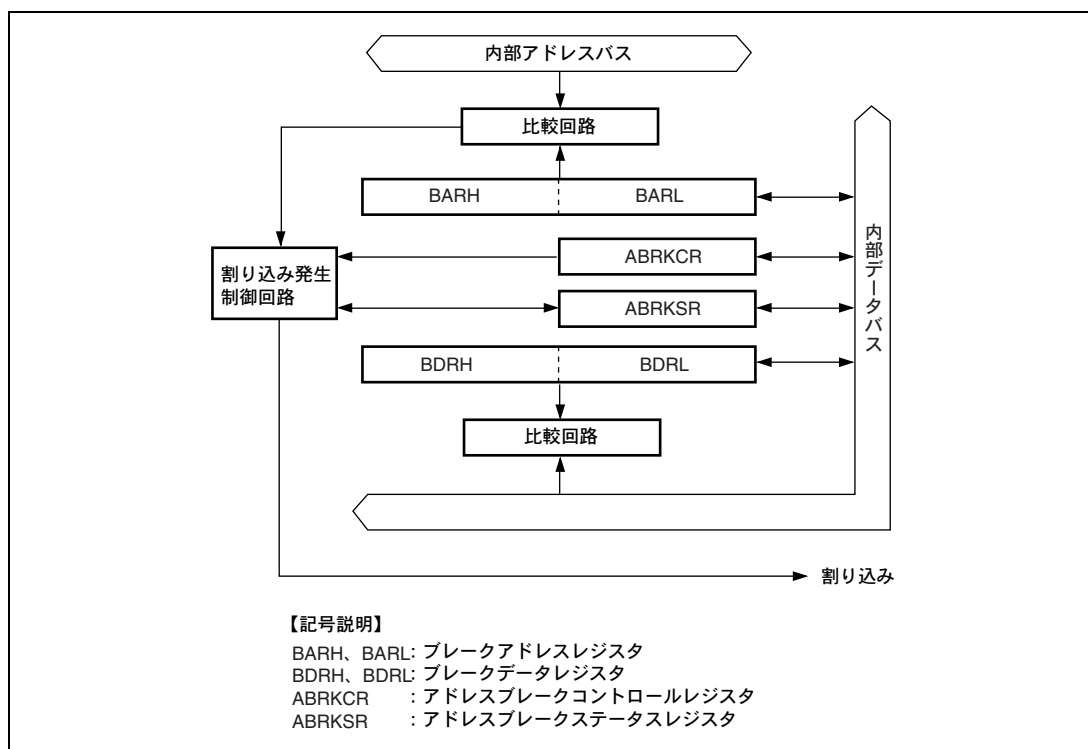 内部アドレスバス
比較回路
BARH BARL
内部データバス
割り込み発生
制御回路
ABRKCR
ABRKSR
BDRH BDRL
比較回路
割り込み
【記号説明】
BARH、BARL: ブレークアドレスレジスタ
BDRH、BDRL: ブレークデータレジスタ
ABRKCR : アドレスブレークコントロールレジスタ
ABRKSR : アドレスブレークステータスレジスタ